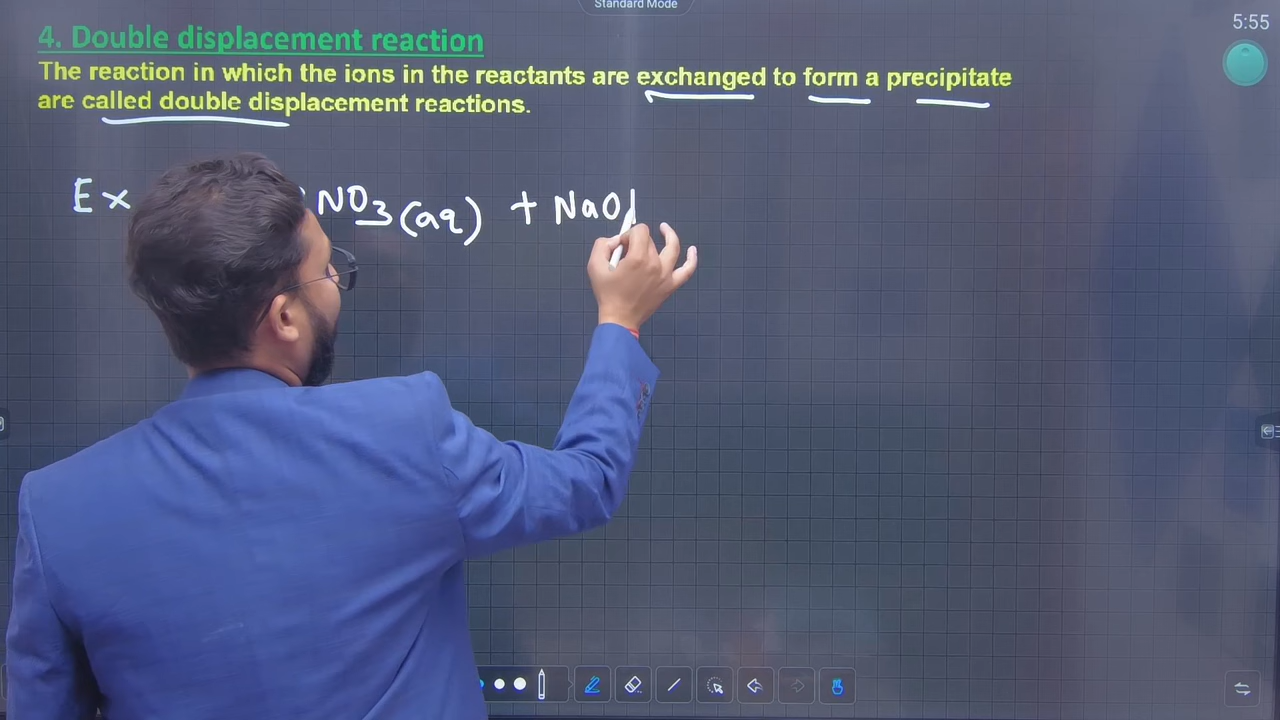 Standard Mode
5:55
4. Double displacement reaction
The reaction in which the ions in the reactants are exchanged to form a precipitate
are called double displacement reactions.
Ex NO3(aq) + NaO